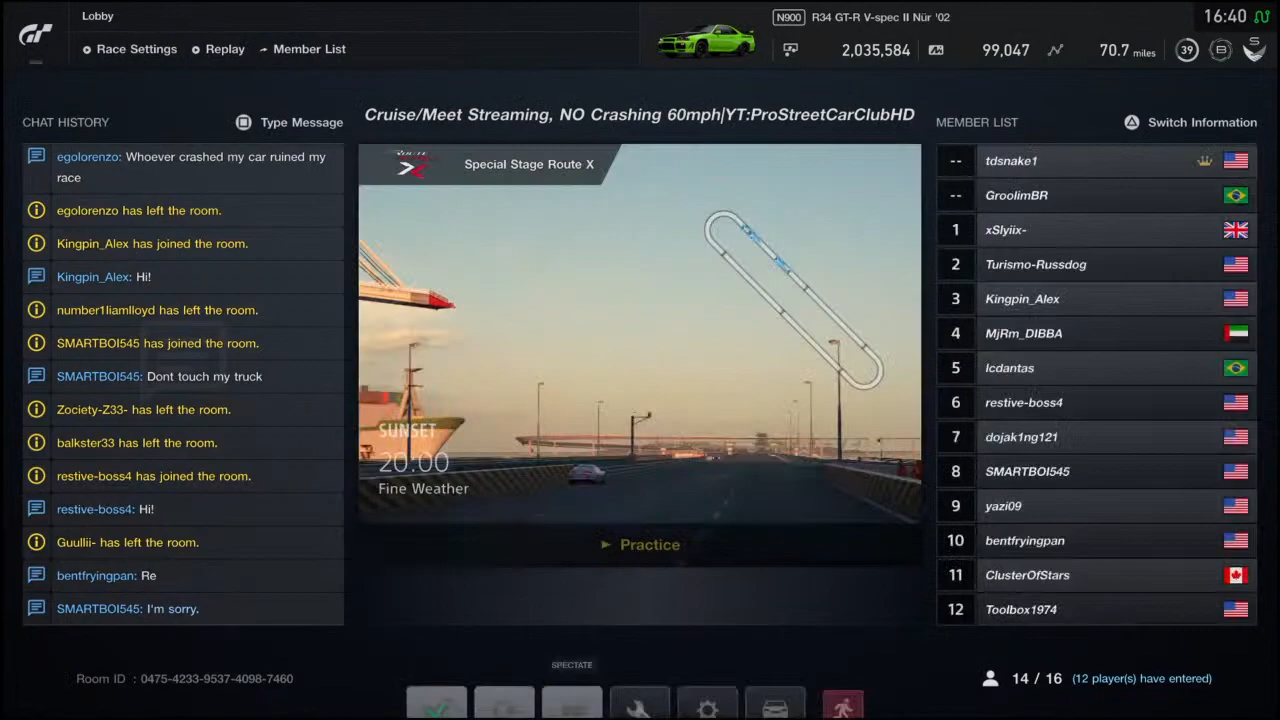 Lobby
Race Settings
Replay
Member List
N900
R34 GT-R V-spec II Nür '02
16:40
2,035,584
99,047
70.7 miles
39
B
S
CHAT HISTORY
Type Message
egolorenzo: Whoever crashed my car ruined my
race
egolorenzo has left the room.
Kingpin_Alex has joined the room.
Kingpin_Alex: Hi!
number1liamlloyd has left the room.
SMARTBOI545 has joined the room.
SMARTBOI545: Dont touch my truck
Zociety-Z33- has left the room.
balkster33 has left the room.
restive-boss4 has joined the room.
restive-boss4: Hi!
Guullii- has left the room.
bentfryingpan: Re
SMARTBOI545: I'm sorry.
Room ID : 0475-4233-9537-4098-7460
Cruise/Meet Streaming, NO Crashing 60mph|YT:ProStreetCarClubHD
Special Stage Route X
SUNSET
20:00
Fine Weather
Practice
SPECTATE
MEMBER LIST
Switch Information
-- tdsnake1
-- GroolimBR
1 xSlyiix-
2 Turismo-Russdog
3 Kingpin_Alex
4 MjRm_DIBBA
5 lcdantas
6 restive-boss4
7 dojak1ng121
8 SMARTBOI545
9 yazi09
10 bentfryingpan
11 ClusterOfStars
12 Toolbox1974
14 / 16 (12 player(s) have entered)